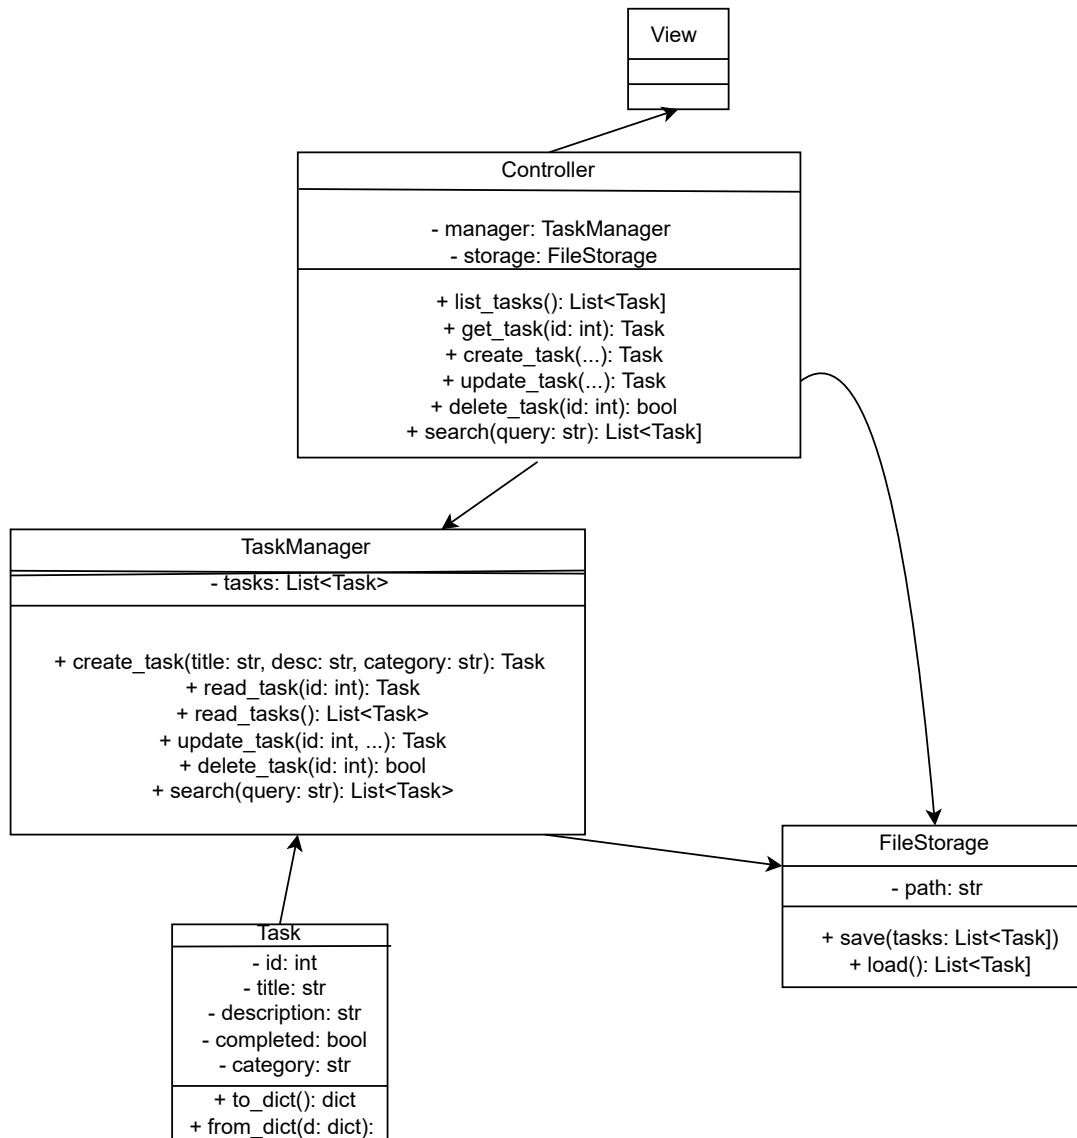 View
Controller
- manager: TaskManager
- storage: FileStorage
+ list_tasks(): List<Task]
+ get_task(id: int): Task
+ create_task(...): Task
+ update_task(...): Task
+ delete_task(id: int): bool
+ search(query: str): List<Task]
TaskManager
- tasks: List<Task>
+ create_task(title: str, desc: str, category: str): Task
+ read_task(id: int): Task
+ read_tasks(): List<Task>
+ update_task(id: int, ...): Task
+ delete_task(id: int): bool
+ search(query: str): List<Task>
FileStorage
- path: str
+ save(tasks: List<Task])
+ load(): List<Task]
Task
- id: int
- title: str
- description: str
- completed: bool
- category: str
+ to_dict(): dict
+ from_dict(d: dict):